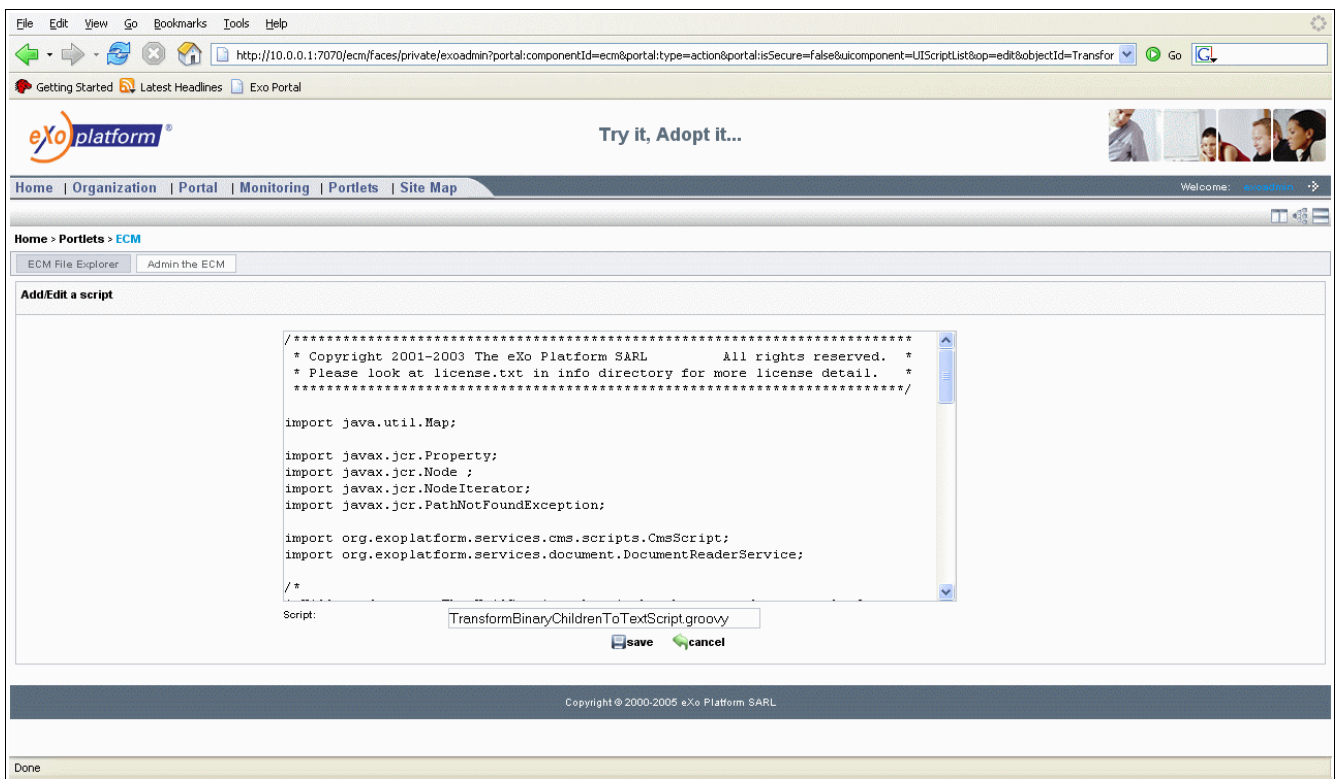 File Edit View Go Bookmarks Tools Help
http://10.0.0.1:7070/ecm/faces/private/exoadmin?portal:componentId=ecm&portal:type=action&portal:isSecure=false&uicomponent=UIScriptList&op=edit&objectId=Transfor Go G
Getting Started Latest Headlines Exo Portal
eXo platform ®
Try it, Adopt it...
Home | Organization | Portal | Monitoring | Portlets | Site Map
Welcome: exoadmin
Home > Portlets > ECM
ECM File Explorer Admin the ECM
Add/Edit a script
/**************************************************************************
* Copyright 2001-2003 The eXo Platform SARL All rights reserved. *
* Please look at license.txt in info directory for more license detail. *
**************************************************************************/
import java.util.Map;
import javax.jcr.Property;
import javax.jcr.Node ;
import javax.jcr.NodeIterator;
import javax.jcr.PathNotFoundException;
import org.exoplatform.services.cms.scripts.CmsScript;
import org.exoplatform.services.document.DocumentReaderService;
/*
Script: TransformBinaryChildrenToTextScript.groovy
save cancel
Copyright © 2000-2005 eXo Platform SARL
Done